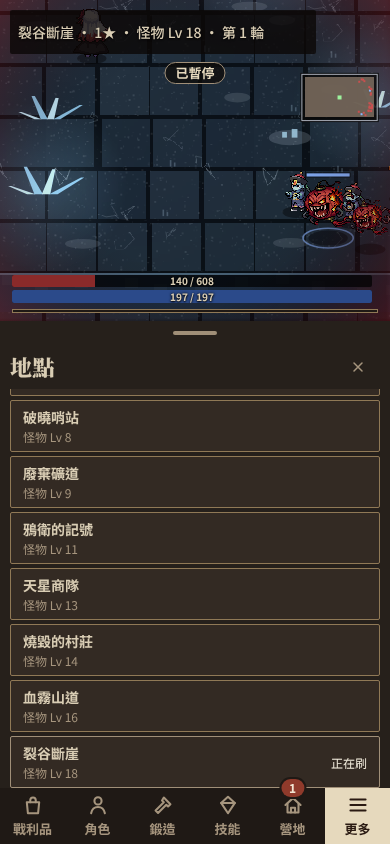 裂谷斷崖 • 1★ • 怪物 Lv 18 • 第 1 輪
已暫停
140 / 608
197 / 197
地點
×
破曉哨站
怪物 Lv 8
廢棄礦道
怪物 Lv 9
鴉衛的記號
怪物 Lv 11
天星商隊
怪物 Lv 13
燒毀的村莊
怪物 Lv 14
血霧山道
怪物 Lv 16
裂谷斷崖
怪物 Lv 18
正在刷
1
戰利品
角色
鍛造
技能
營地
更多